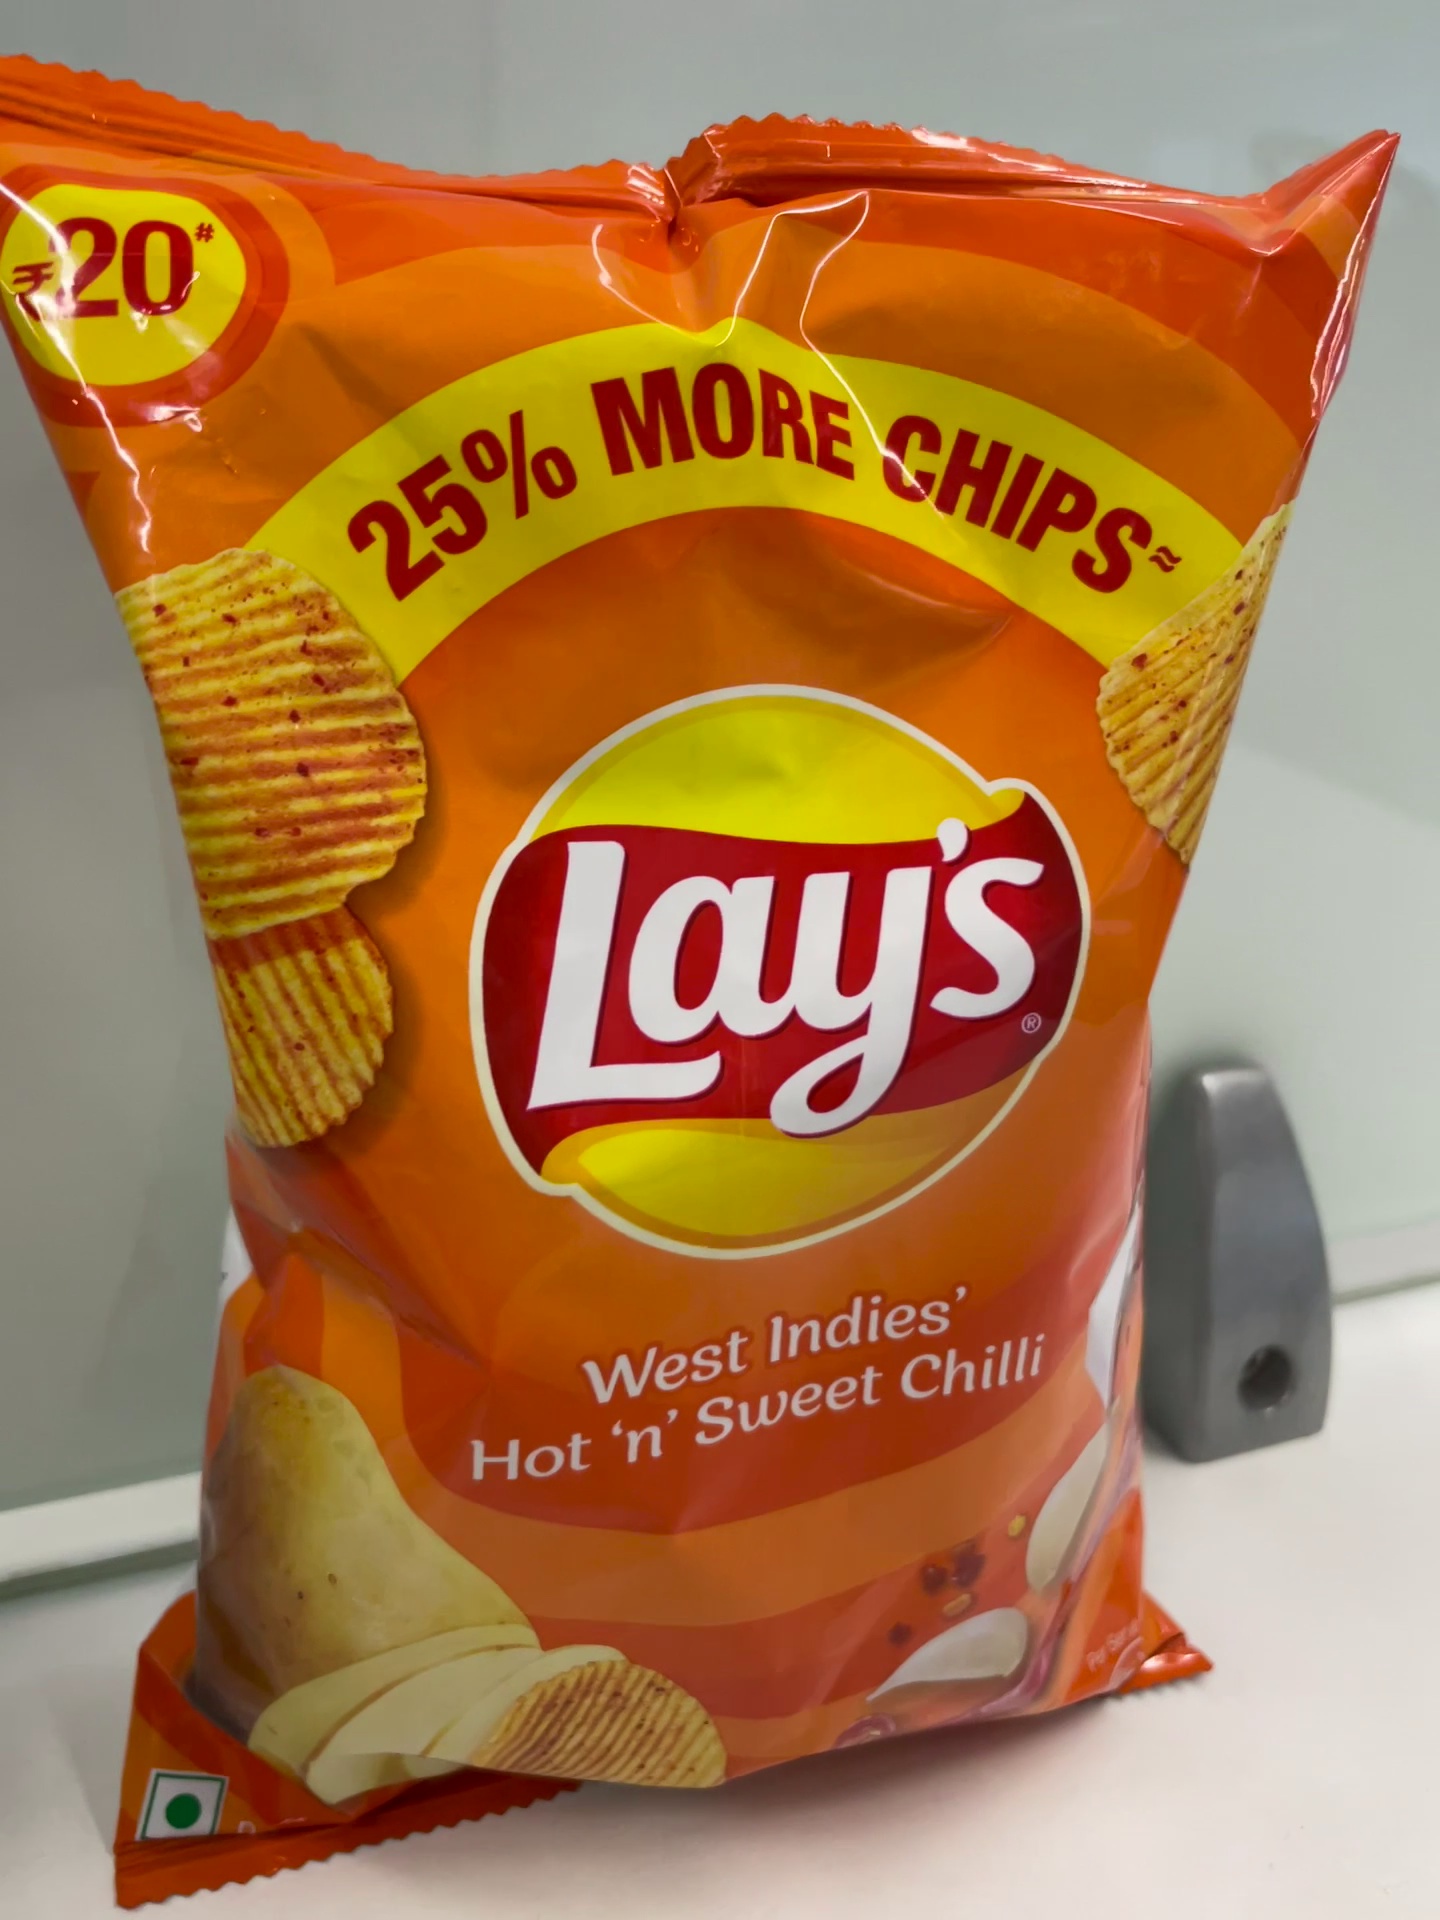 ₹20#
25% MORE CHIPS≈
Lay's
®
West Indies'
Hot 'n' Sweet Chilli